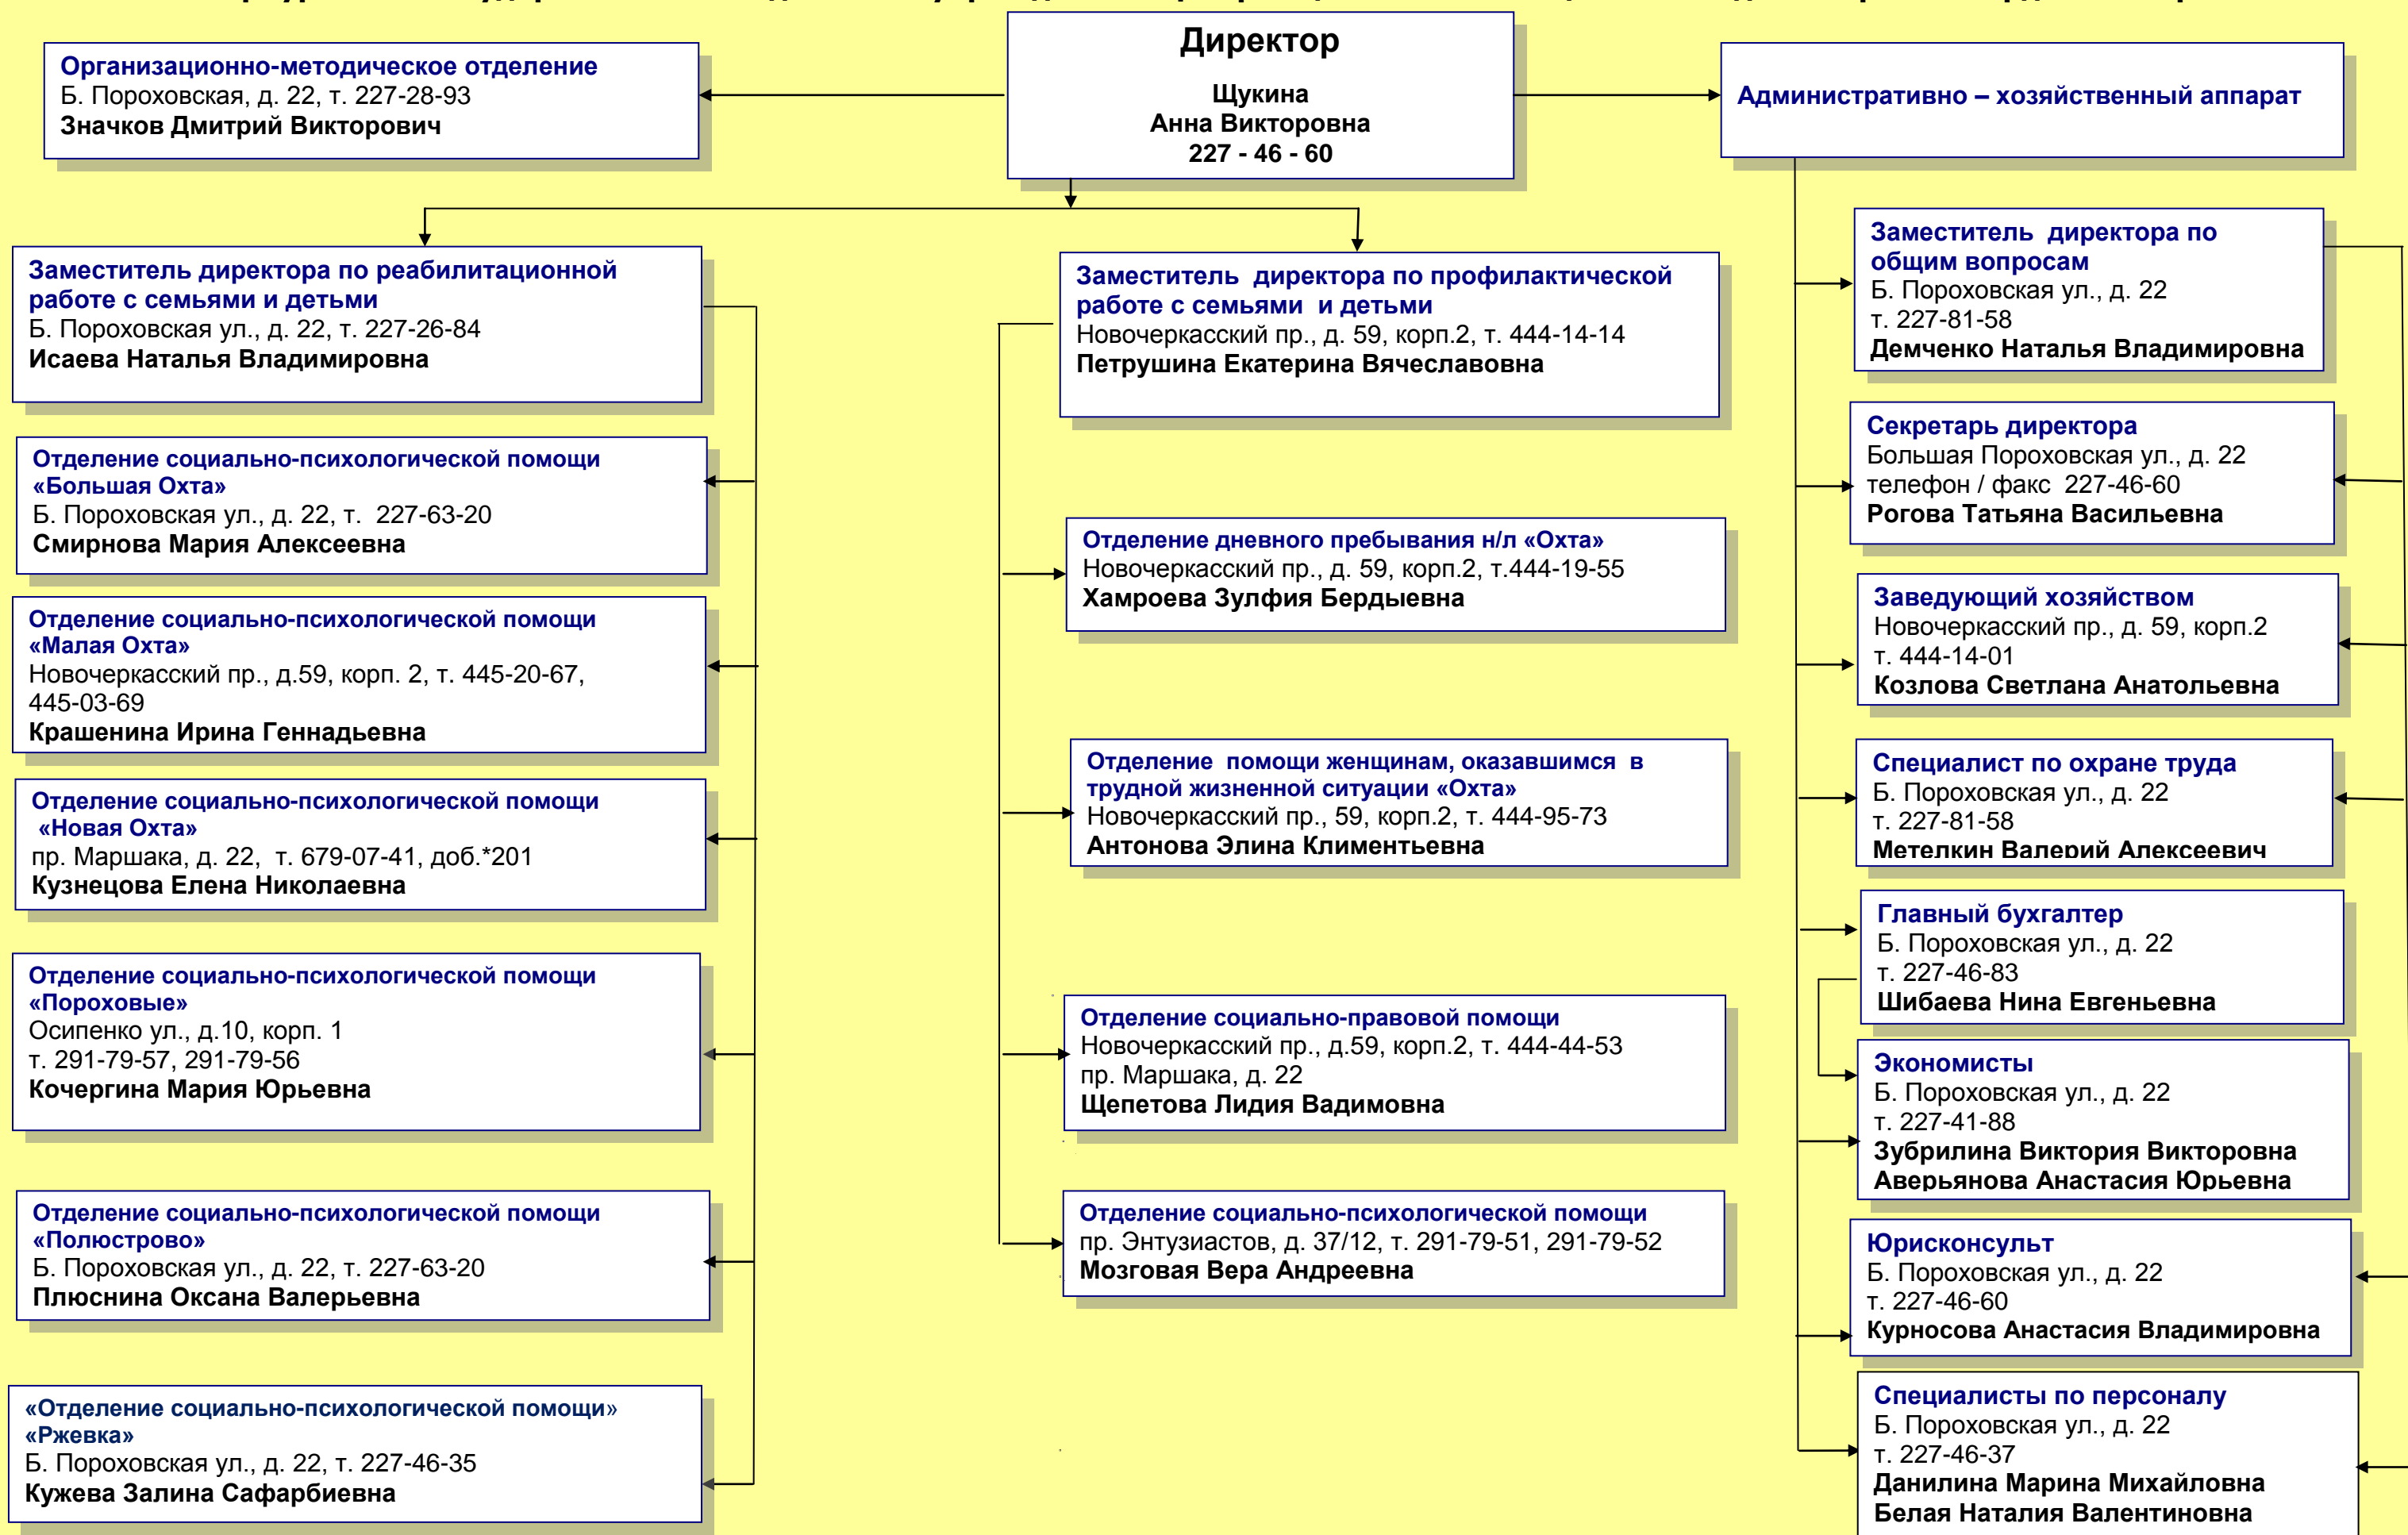 Директор
Щукина
Анна Викторовна
227 - 46 - 60
Организационно-методическое отделение
Б. Пороховская, д. 22, т. 227-28-93
Значков Дмитрий Викторович
Административно – хозяйственный аппарат
Заместитель директора по реабилитационной
работе с семьями и детьми
Б. Пороховская ул., д. 22, т. 227-26-84
Исаева Наталья Владимировна
Отделение социально-психологической помощи
«Большая Охта»
Б. Пороховская ул., д. 22, т. 227-63-20
Смирнова Мария Алексеевна
Отделение социально-психологической помощи
«Малая Охта»
Новочеркасский пр., д.59, корп. 2, т. 445-20-67,
445-03-69
Крашенина Ирина Геннадьевна
Отделение социально-психологической помощи
«Новая Охта»
пр. Маршака, д. 22, т. 679-07-41, доб.*201
Кузнецова Елена Николаевна
Отделение социально-психологической помощи
«Пороховые»
Осипенко ул., д.10, корп. 1
т. 291-79-57, 291-79-56
Кочергина Мария Юрьевна
Отделение социально-психологической помощи
«Полюстрово»
Б. Пороховская ул., д. 22, т. 227-63-20
Плюснина Оксана Валерьевна
«Отделение социально-психологической помощи»
«Ржевка»
Б. Пороховская ул., д. 22, т. 227-46-35
Кужева Залина Сафарбиевна
Заместитель директора по профилактической
работе с семьями и детьми
Новочеркасский пр., д. 59, корп.2, т. 444-14-14
Петрушина Екатерина Вячеславовна
Отделение дневного пребывания н/л «Охта»
Новочеркасский пр., д. 59, корп.2, т.444-19-55
Хамроева Зулфия Бердыевна
Отделение помощи женщинам, оказавшимся в
трудной жизненной ситуации «Охта»
Новочеркасский пр., 59, корп.2, т. 444-95-73
Антонова Элина Климентьевна
Отделение социально-правовой помощи
Новочеркасский пр., д.59, корп.2, т. 444-44-53
пр. Маршака, д. 22
Щепетова Лидия Вадимовна
Отделение социально-психологической помощи
пр. Энтузиастов, д. 37/12, т. 291-79-51, 291-79-52
Мозговая Вера Андреевна
Заместитель директора по
общим вопросам
Б. Пороховская ул., д. 22
т. 227-81-58
Демченко Наталья Владимировна
Секретарь директора
Большая Пороховская ул., д. 22
телефон / факс 227-46-60
Рогова Татьяна Васильевна
Заведующий хозяйством
Новочеркасский пр., д. 59, корп.2
т. 444-14-01
Козлова Светлана Анатольевна
Специалист по охране труда
Б. Пороховская ул., д. 22
т. 227-81-58
Метелкин Валерий Алексеевич
Главный бухгалтер
Б. Пороховская ул., д. 22
т. 227-46-83
Шибаева Нина Евгеньевна
Экономисты
Б. Пороховская ул., д. 22
т. 227-41-88
Зубрилина Виктория Викторовна
Аверьянова Анастасия Юрьевна
Юрисконсульт
Б. Пороховская ул., д. 22
т. 227-46-60
Курносова Анастасия Владимировна
Специалисты по персоналу
Б. Пороховская ул., д. 22
т. 227-46-37
Данилина Марина Михайловна
Белая Наталия Валентиновна